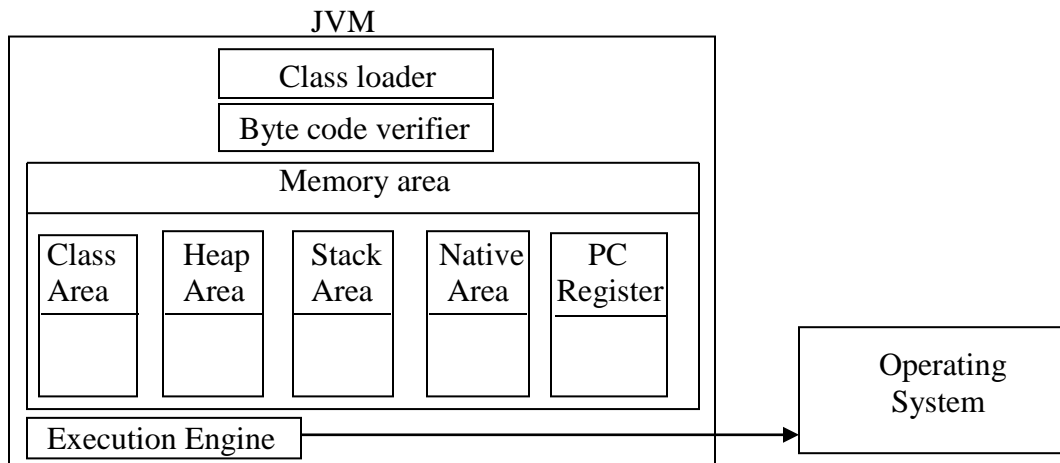 JVM
Class loader
Byte code verifier
Memory area
Class
Area
Heap
Area
Stack
Area
Native
Area
PC
Register
Operating
System
Execution Engine